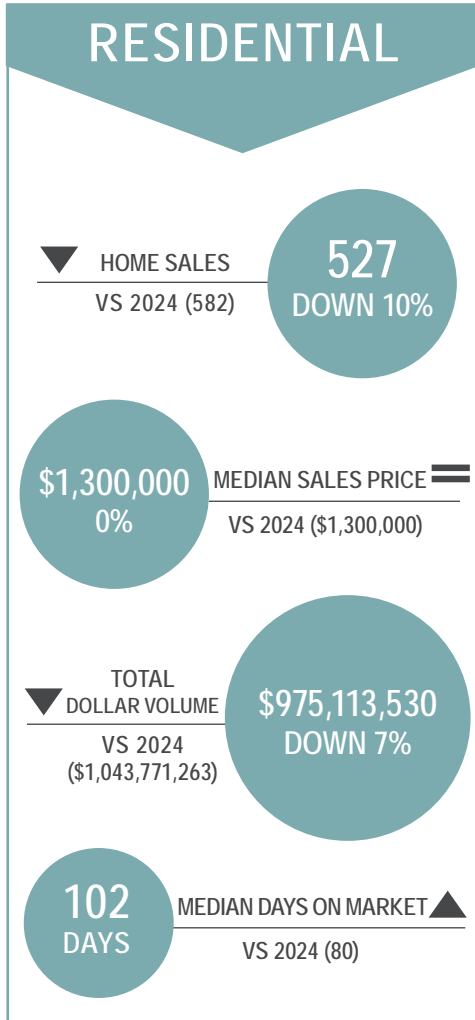 RESIDENTIAL
HOME SALES
VS 2024 (582)
527
DOWN 10%
$1,300,000
0%
MEDIAN SALES PRICE
VS 2024 ($1,300,000)
TOTAL
DOLLAR VOLUME
VS 2024
($1,043,771,263)
$975,113,530
DOWN 7%
102
DAYS
MEDIAN DAYS ON MARKET
VS 2024 (80)